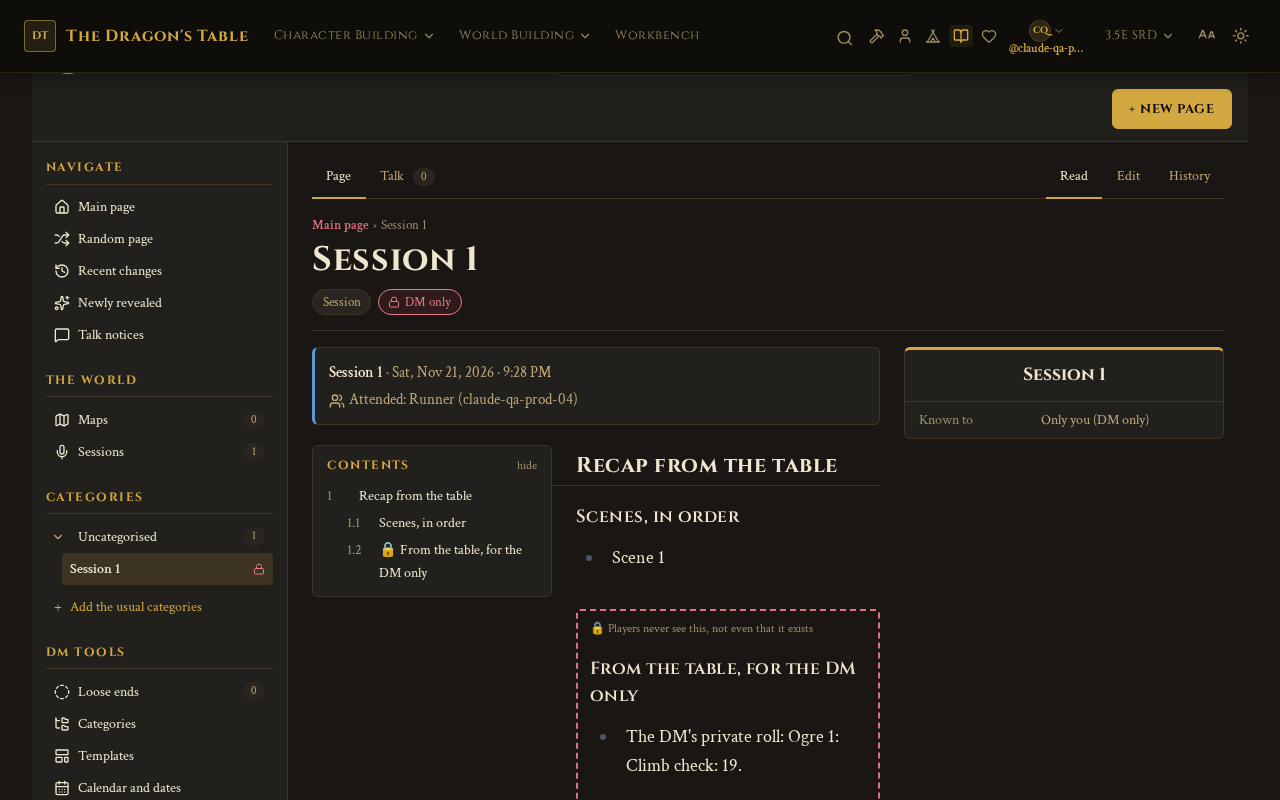 DT The Dragon's Table Character Building World Building Workbench CQ @claude-qa-p... 3.5E SRD AA
+ New Page
Navigate
Main page
Random page
Recent changes
Newly revealed
Talk notices
The World
Maps 0
Sessions 1
Categories
Uncategorised 1
Session 1
+ Add the usual categories
DM Tools
Loose ends 0
Categories
Templates
Calendar and dates
Page Talk 0 Read Edit History
Main page › Session 1
Session 1
Session DM only
Session 1 · Sat, Nov 21, 2026 · 9:28 PM
Attended: Runner (claude-qa-prod-04)
Contents hide
1 Recap from the table
1.1 Scenes, in order
1.2 🔒 From the table, for the
DM only
Recap from the table
Scenes, in order
Scene 1
🔒 Players never see this, not even that it exists
From the table, for the DM
only
The DM's private roll: Ogre 1:
Climb check: 19.
Session 1
Known to Only you (DM only)